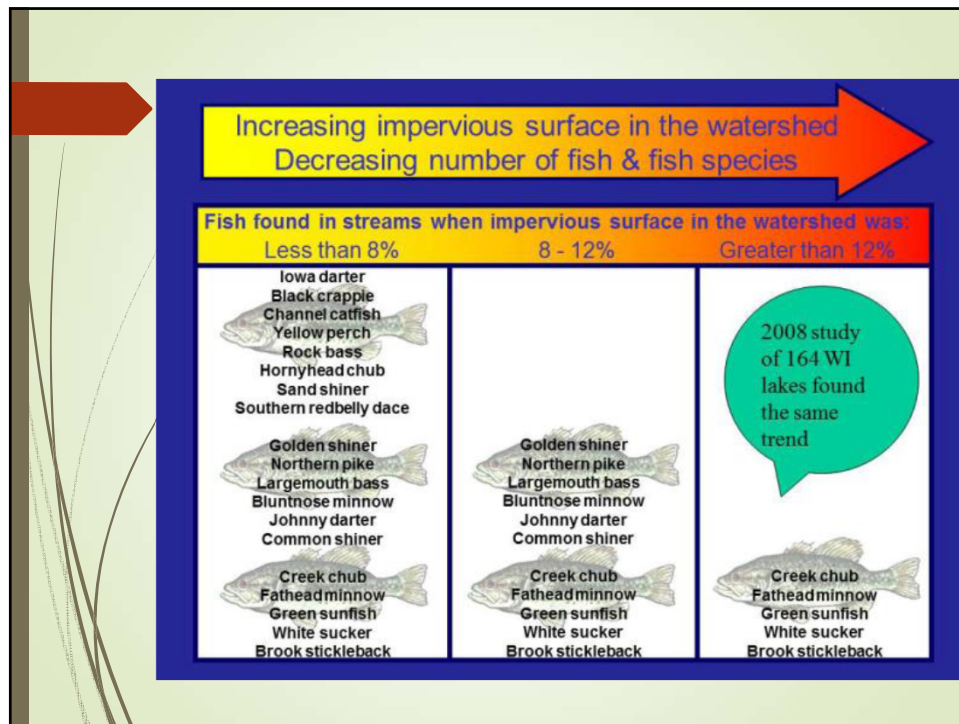 Increasing impervious surface in the watershed
Decreasing number of fish & fish species
Fish found in streams when impervious surface in the watershed was:
Less than 8%
8 - 12%
Greater than 12%
Iowa darter
Black crappie
Channel catfish
Yellow perch
Rock bass
Hornyhead chub
Sand shiner
Southern redbelly dace
Golden shiner
Northern pike
Largemouth bass
Bluntnose minnow
Johnny darter
Common shiner
Creek chub
Fathead minnow
Green sunfish
White sucker
Brook stickleback
Golden shiner
Northern pike
Largemouth bass
Bluntnose minnow
Johnny darter
Common shiner
Creek chub
Fathead minnow
Green sunfish
White sucker
Brook stickleback
2008 study
of 164 WI
lakes found
the same
trend
Creek chub
Fathead minnow
Green sunfish
White sucker
Brook stickleback